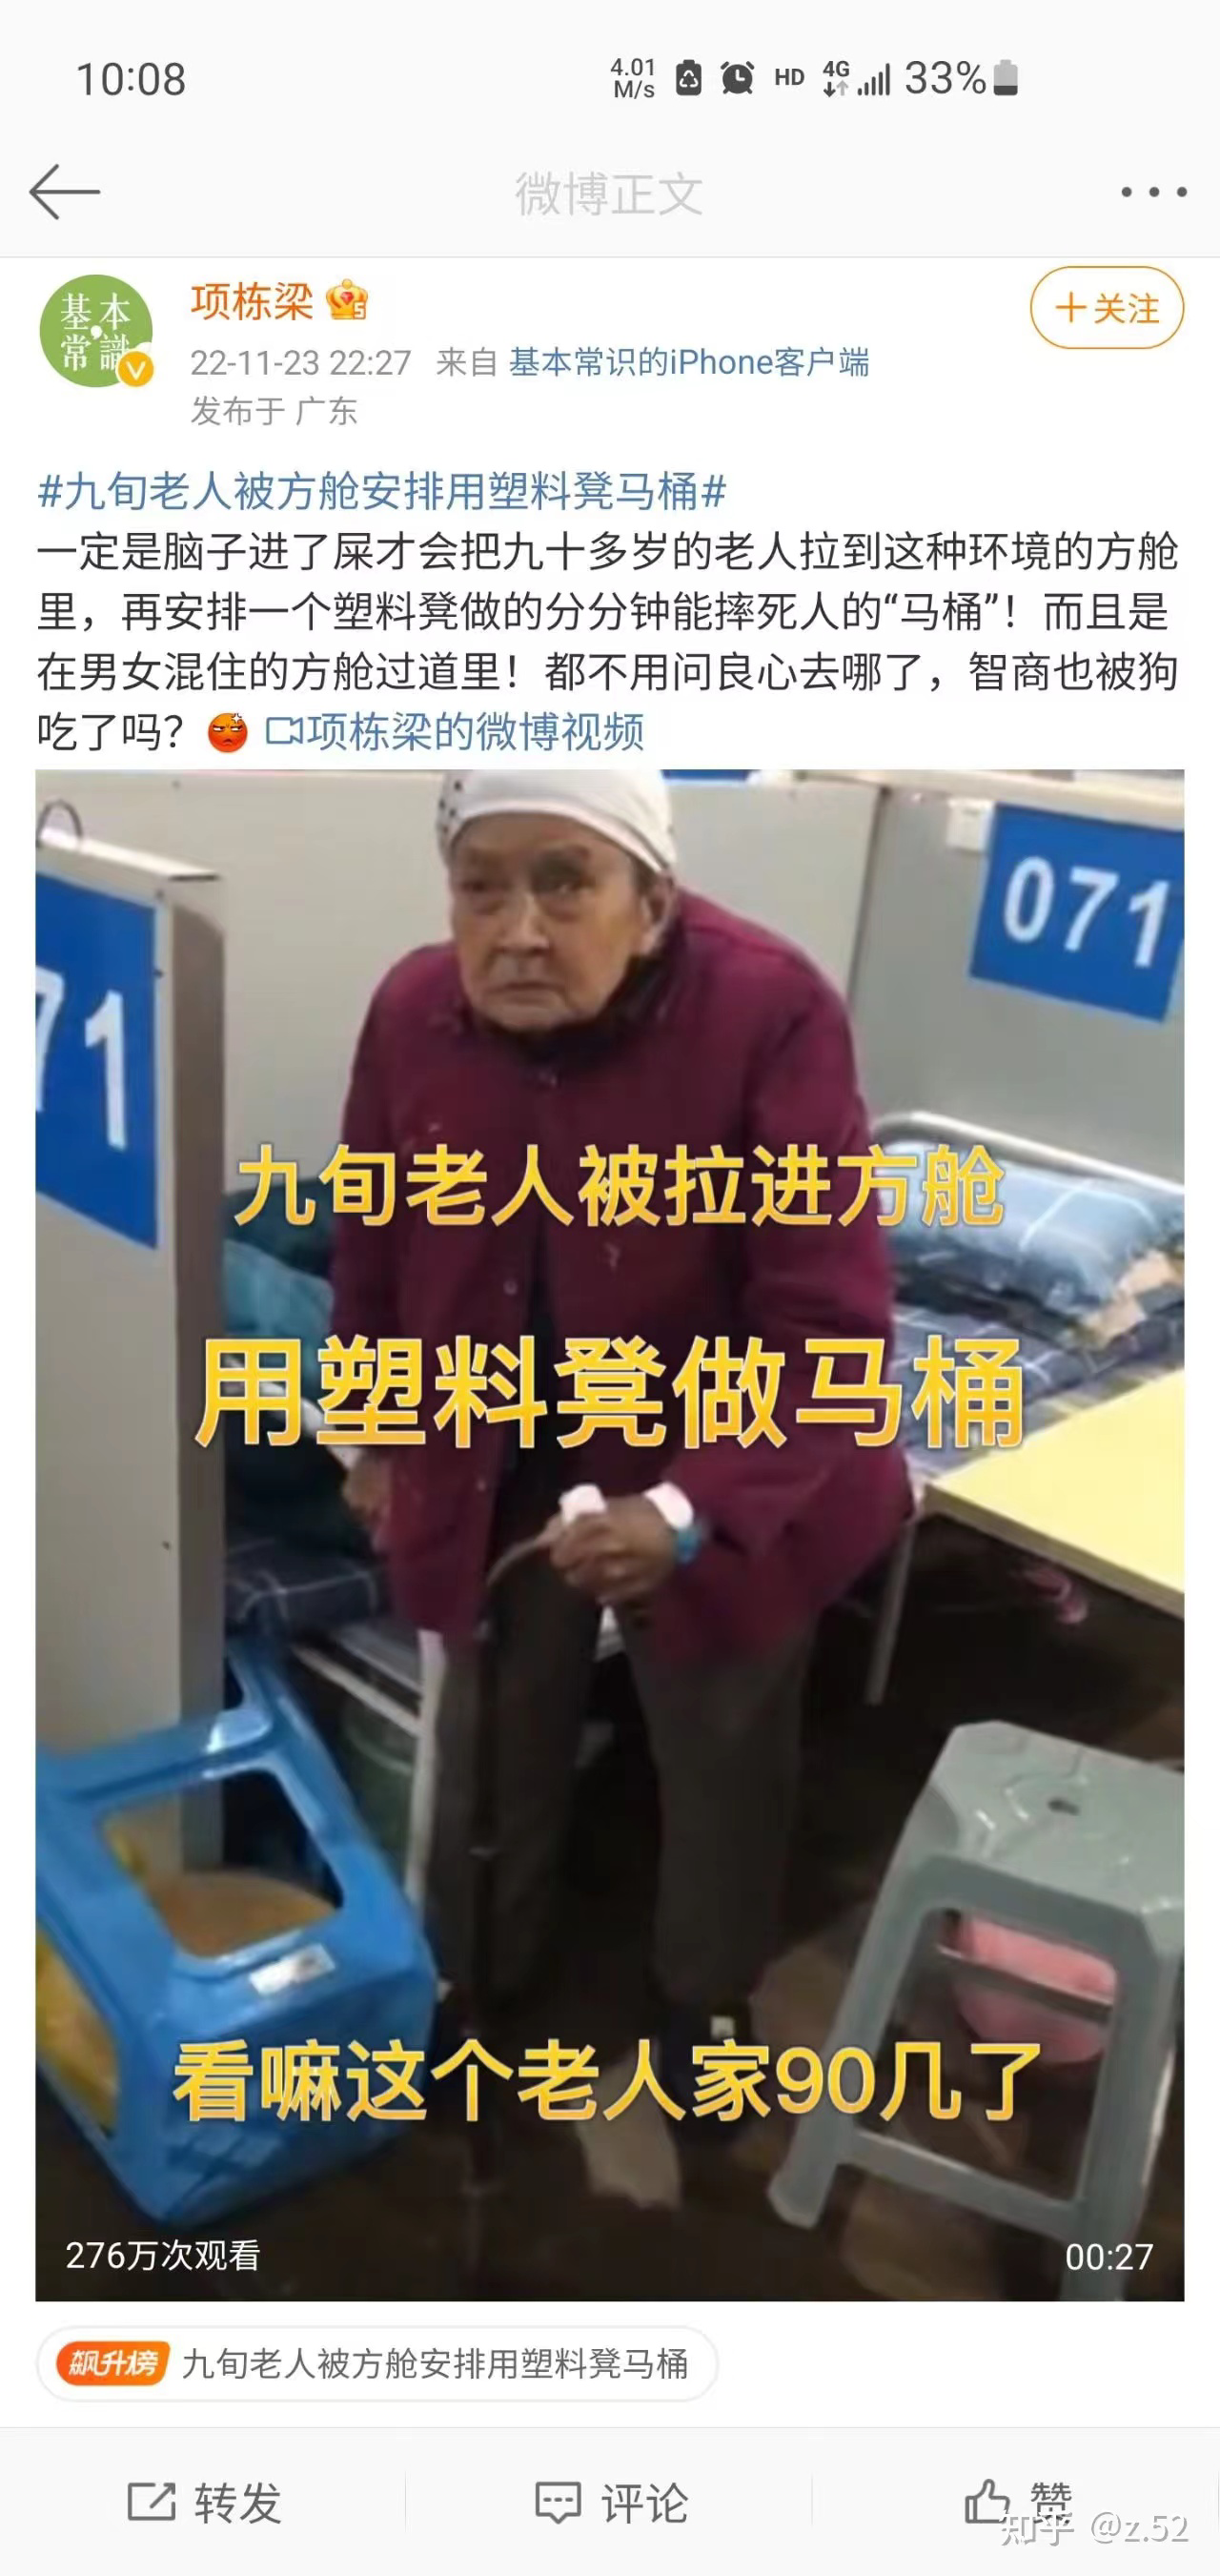 10:08
4.01
M/s
HD
4G
33%
微博正文
基本
常識
项栋梁
5
V
+关注
22-11-23 22:27 来自 基本常识的iPhone客户端
发布于 广东
#九旬老人被方舱安排用塑料凳马桶#
一定是脑子进了屎才会把九十多岁的老人拉到这种环境的方舱
里，再安排一个塑料凳做的分分钟能摔死人的“马桶”！而且是
在男女混住的方舱过道里！都不用问良心去哪了，智商也被狗
吃了吗？ 项栋梁的微博视频
071
71
九旬老人被拉进方舱
用塑料凳做马桶
看嘛这个老人家90几了
276万次观看
00:27
飙升榜 九旬老人被方舱安排用塑料凳马桶
转发
评论
赞
知乎 @z.52